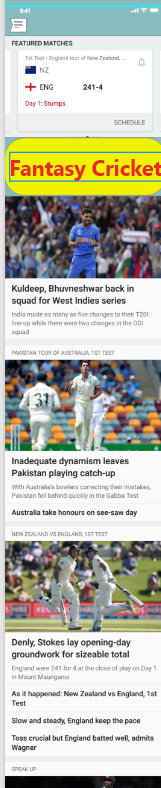 8:41
FEATURED MATCHES
1st Test • England tour of New Zealand, ...
NZ
ENG 241-4
Day 1: Stumps
SCHEDULE
Fantasy Cricket
Kuldeep, Bhuvneshwar back in
squad for West Indies series
India made as many as five changes to their T20I
line-up while there were two changes in the ODI
squad
PAKISTAN TOUR OF AUSTRALIA, 1ST TEST
31
Inadequate dynamism leaves
Pakistan playing catch-up
With Australia's bowlers correcting their mistakes,
Pakistan fell behind quickly in the Gabba Test
Australia take honours on see-saw day
NEW ZEALAND VS ENGLAND, 1ST TEST
Denly, Stokes lay opening-day
groundwork for sizeable total
England were 241 for 4 at the close of play on Day 1
in Mount Maunganui
As it happened: New Zealand vs England, 1st
Test
Slow and steady, England keep the pace
Toss crucial but England batted well, admits
Wagner
SPEAK UP